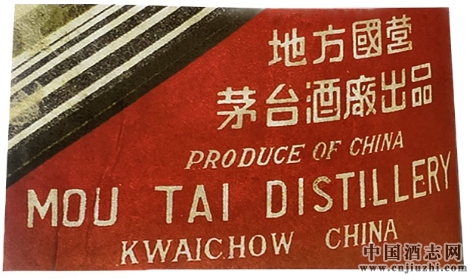 地方國营
茅台酒廠出品
PRODUCE OF CHINA
MOU TAI DISTILLERY
KWAICHOW CHINA
中国酒志网
www.cnjiuzhi.com